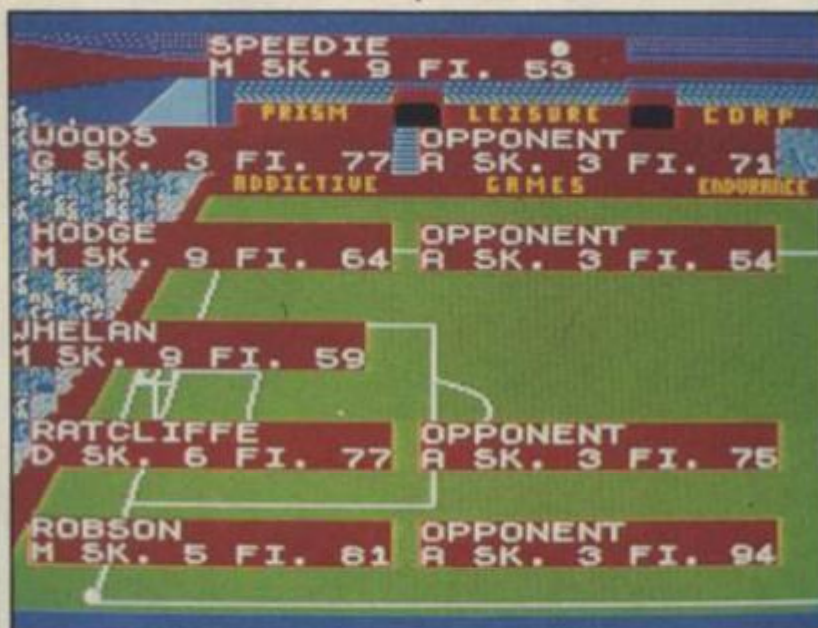 SPEEDIE
M SK. 9 FI. 53
PRISM LEISURE CORP
WOODS OPPONENT
G SK. 3 FI. 77 A SK. 3 FI. 71
ADDICTIVE GAMES ENDURANCE
HODGE OPPONENT
M SK. 9 FI. 64 A SK. 3 FI. 54
WHELAN
M SK. 9 FI. 59
RATCLIFFE OPPONENT
D SK. 6 FI. 77 A SK. 3 FI. 75
ROBSON OPPONENT
M SK. 5 FI. 81 A SK. 3 FI. 94